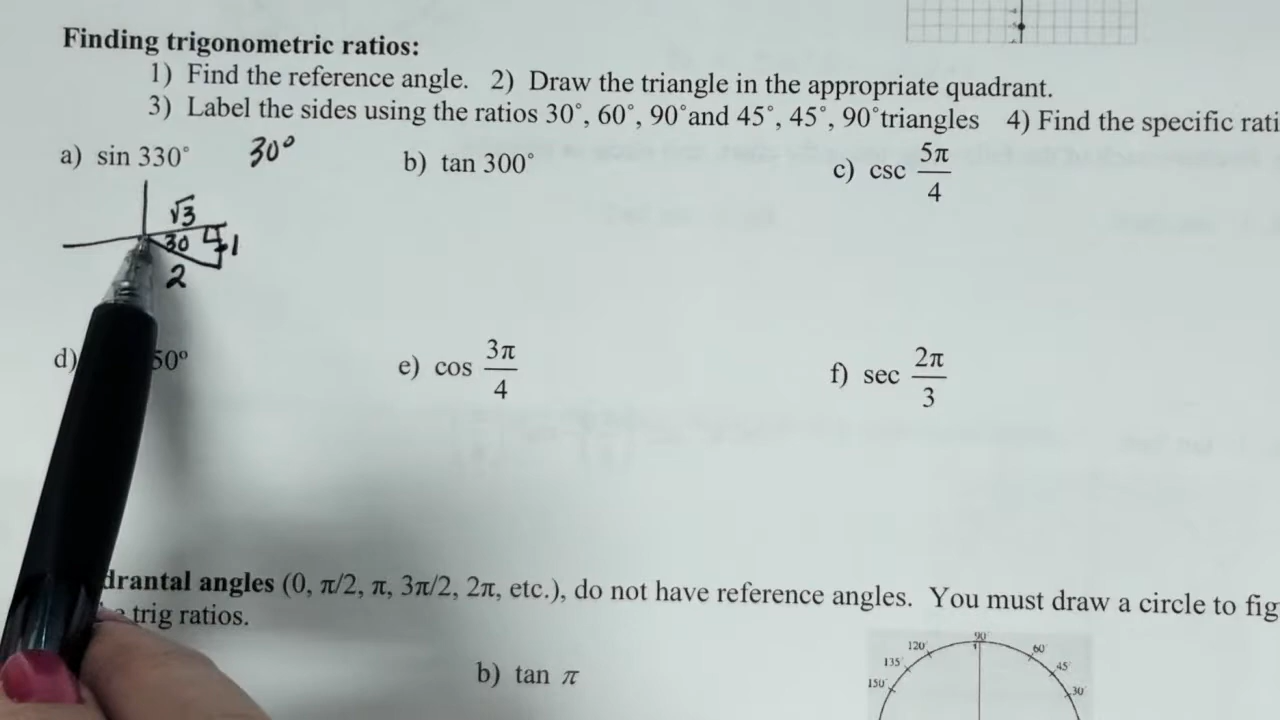 Finding trigonometric ratios:
1) Find the reference angle. 2) Draw the triangle in the appropriate quadrant.
3) Label the sides using the ratios 30˚, 60˚, 90˚and 45˚, 45˚, 90˚triangles 4) Find the specific rati
a) sin 330˚ 30° b) tan 300˚ c) csc 5π/4
√3
30 1
2
d) 50º e) cos 3π/4 f) sec 2π/3
drantal angles (0, π/2, π, 3π/2, 2π, etc.), do not have reference angles. You must draw a circle to fig
trig ratios.
b) tan π
90
120 60
135 45
150 30
1